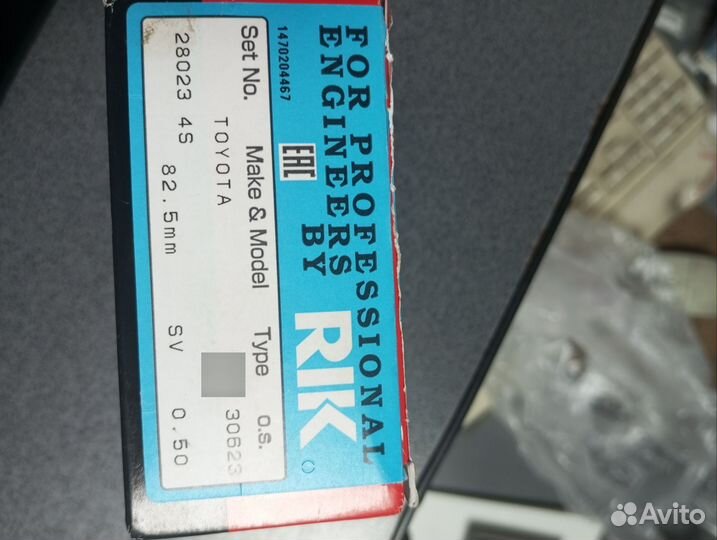 FOR PROFESSIONAL
ENGINEERS BY RIK
1470204467
EAC
Set No. Make & Model Type O.S.
TOYOTA 30623
28023 4S 82.5mm SV 0.50
Avito